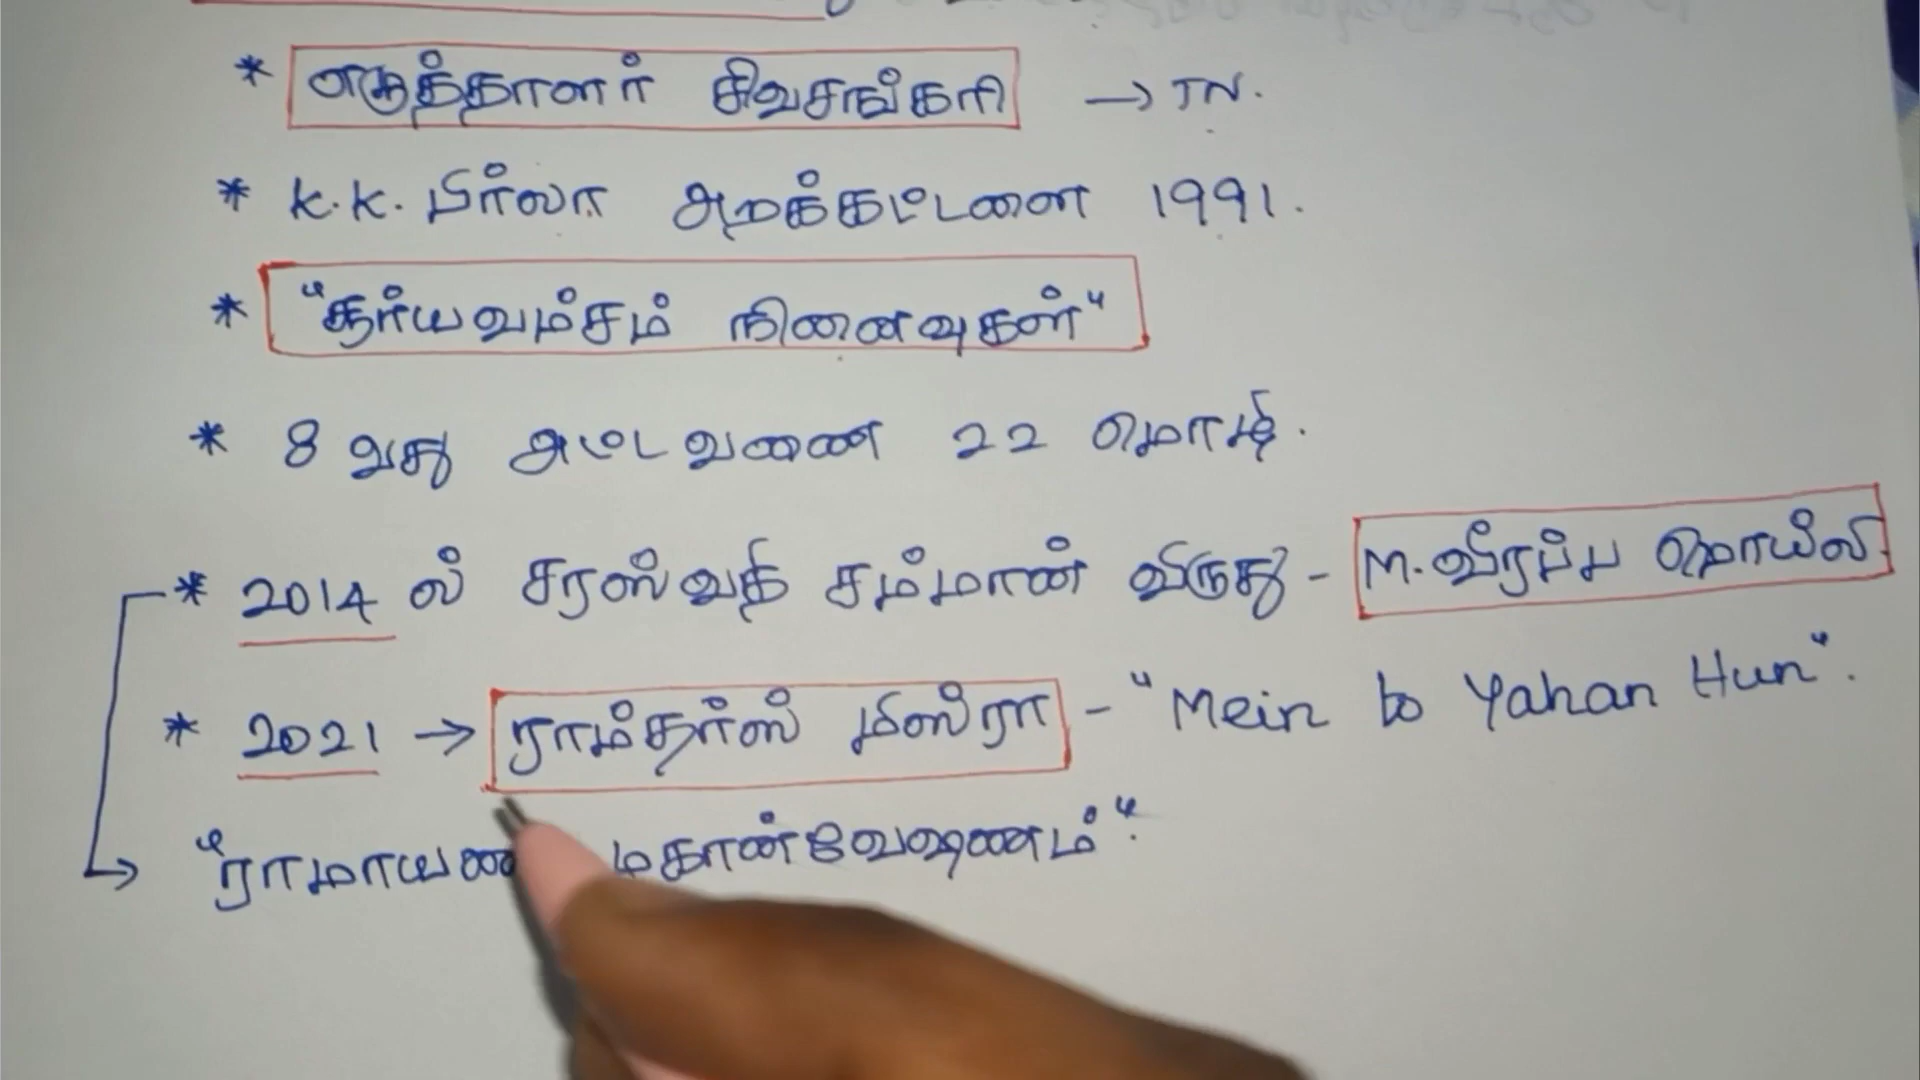 * எழுத்தாளர் சிவசங்கரி → TN.
* K.K. பிர்லா அறக்கட்டளை 1991.
* "சூர்யவம்சம் நினைவுகள்"
* 8 வது அட்டவணை 22 மொழி.
* 2014 ல் சரஸ்வதி சம்மான் விருது - M. வீரப்ப மொய்லி
* 2021 → ராம்தர்ஸ் மிஸ்ரா - "Mein to Yahan Hun".
→ "ராமாயண மகான்வேஷணம்".